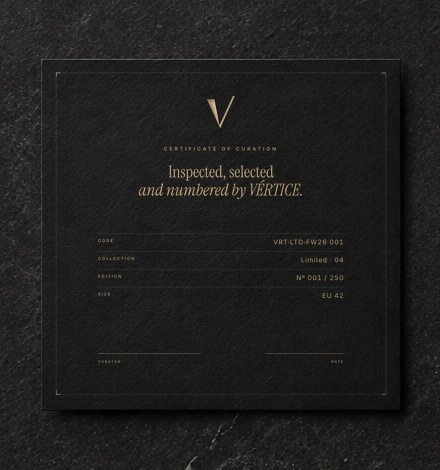 V
CERTIFICATE OF CURATION
Inspected, selected
and numbered by VÉRTICE.
CODE VRT-LTD-FW26-001
COLLECTION Limited · 04
EDITION Nº 001 / 250
SIZE EU 42
CURATOR DATE